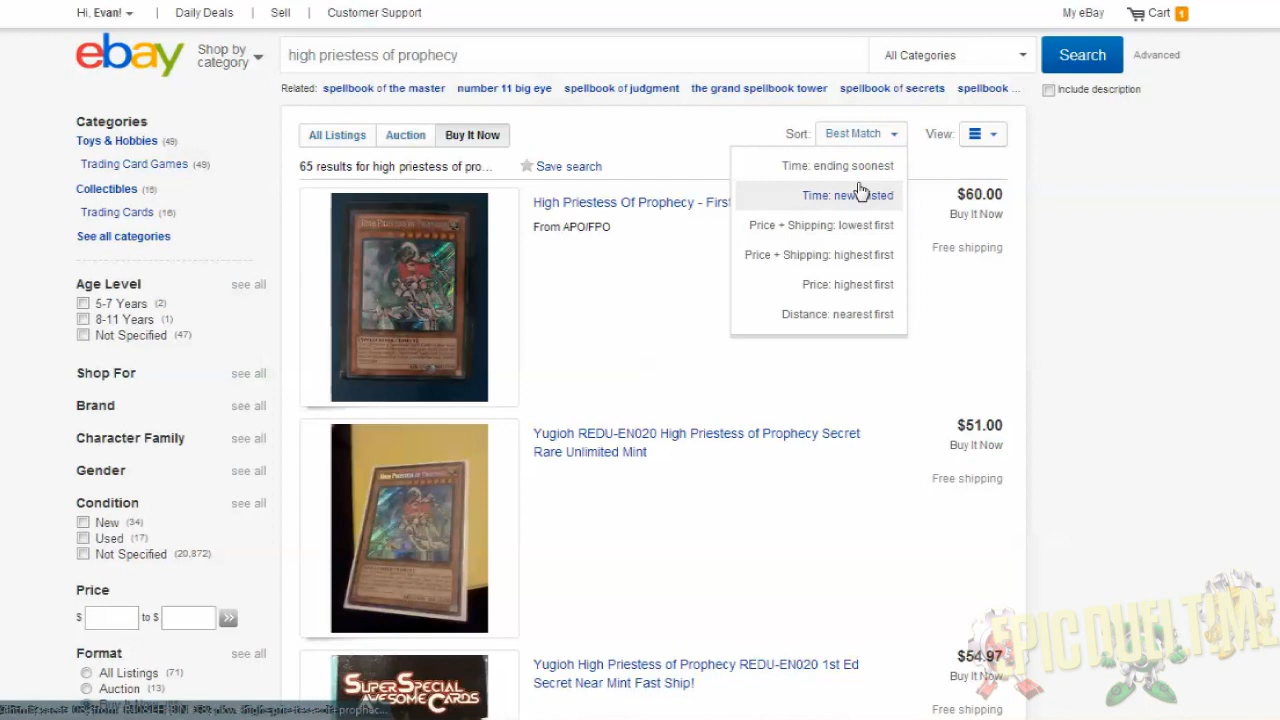 Hi, Evan!
Daily Deals
Sell
Customer Support
My eBay
Cart 1
ebay
Shop by category
high priestess of prophecy
All Categories
Search
Advanced
Related: spellbook of the master number 11 big eye spellbook of judgment the grand spellbook tower spellbook of secrets spellbook ...
Include description
Categories
Toys & Hobbies (49)
Trading Card Games (49)
Collectibles (16)
Trading Cards (16)
See all categories
Age Level see all
5-7 Years (2)
8-11 Years (1)
Not Specified (47)
Shop For see all
Brand see all
Character Family see all
Gender see all
Condition see all
New (34)
Used (17)
Not Specified (20,872)
Price
$ to $ >>
Format see all
All Listings (71)
Auction (13)
All Listings
Auction
Buy It Now
Sort: Best Match
View:
65 results for high priestess of pro...
Save search
Time: ending soonest
Time: newly listed
Price + Shipping: lowest first
Price + Shipping: highest first
Price: highest first
Distance: nearest first
High Priestess Of Prophecy - First
From APO/FPO
$60.00
Buy It Now
Free shipping
Yugioh REDU-EN020 High Priestess of Prophecy Secret
Rare Unlimited Mint
$51.00
Buy It Now
Free shipping
Yugioh High Priestess of Prophecy REDU-EN020 1st Ed
Secret Near Mint Fast Ship!
$54.97
Buy It Now
Free shipping
SUPER SPECIAL
AWESOME CARDS
EPIC DUEL TIME